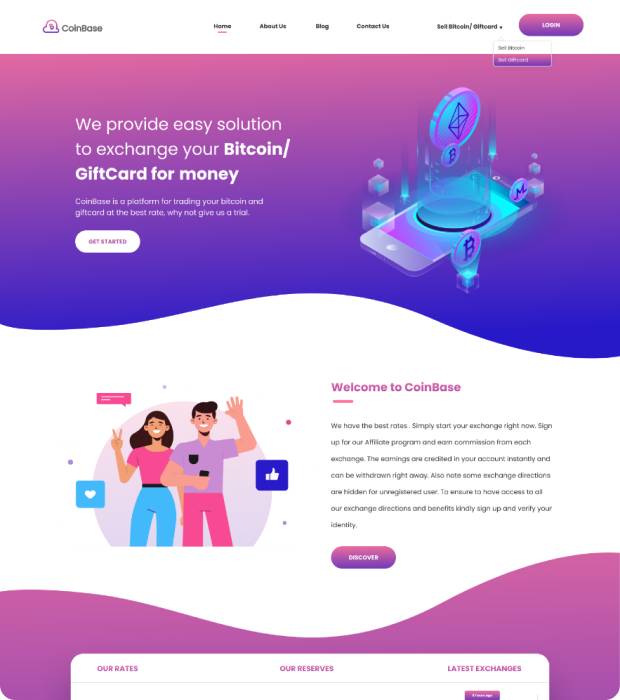 CoinBase
Home
About Us
Blog
Contact Us
Sell Bitcoin/ Giftcard
LOGIN
Sell Bitcoin
Sell Giftcard
We provide easy solution
to exchange your Bitcoin/
GiftCard for money
CoinBase is a platform for trading your bitcoin and
giftcard at the best rate, why not give us a trial.
GET STARTED
Welcome to CoinBase
We have the best rates . Simply start your exchange right now. Sign
up for our Affiliate program and earn commission from each
exchange. The earnings are credited in your account instantly and
can be withdrawn right away. Also note some exchange directions
are hidden for unregistered user. To ensure to have access to all
our exchange directions and benefits kindly sign up and verify your
identity.
DISCOVER
OUR RATES
OUR RESERVES
LATEST EXCHANGES